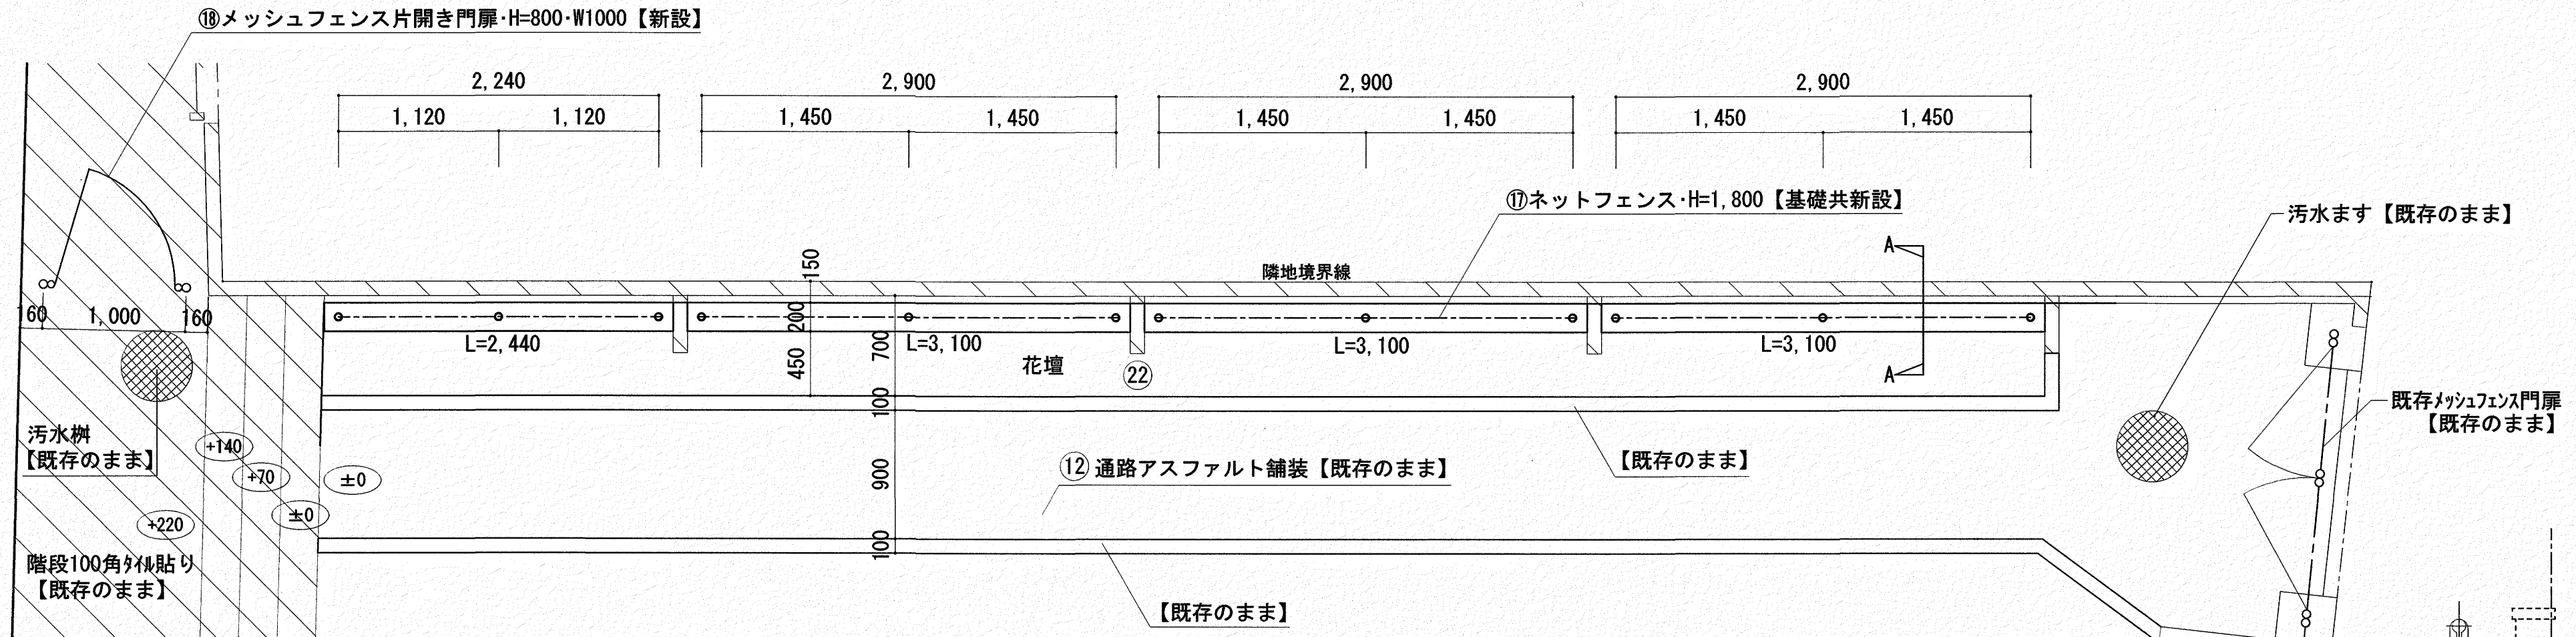 ⑱メッシュフェンス片開き門扉・H=800・W1000【新設】
2,240
2,900
2,900
2,900
1,120
1,120
1,450
1,450
1,450
1,450
1,450
1,450
⑰ネットフェンス・H=1,800【基礎共新設】
汚水ます【既存のまま】
A
150
隣地境界線
160
1,000
160
200
L=2,440
700
L=3,100
L=3,100
L=3,100
450
花壇
㉒
A
100
既存メッシュフェンス門扉
【既存のまま】
汚水桝
【既存のまま】
+140
+70
±0
±0
+220
⑫通路アスファルト舗装【既存のまま】
【既存のまま】
900
100
階段100角タイル貼り
【既存のまま】
【既存のまま】